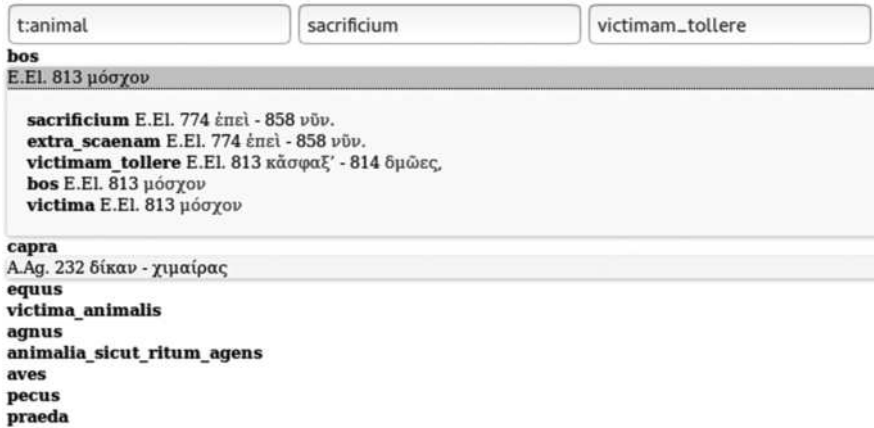 t:animal sacrificium victimam_tollere
bos
E.El. 813 μόσχον
sacrificium E.El. 774 ἐπεὶ - 858 νῦν.
extra_scaenam E.El. 774 ἐπεὶ - 858 νῦν.
victimam_tollere E.El. 813 κἄσφαξ’ - 814 δμῶες,
bos E.El. 813 μόσχον
victima E.El. 813 μόσχον
capra
A.Ag. 232 δίκαν - χιμαίρας
equus
victima_animalis
agnus
animalia_sicut_ritum_agens
aves
pecus
praeda